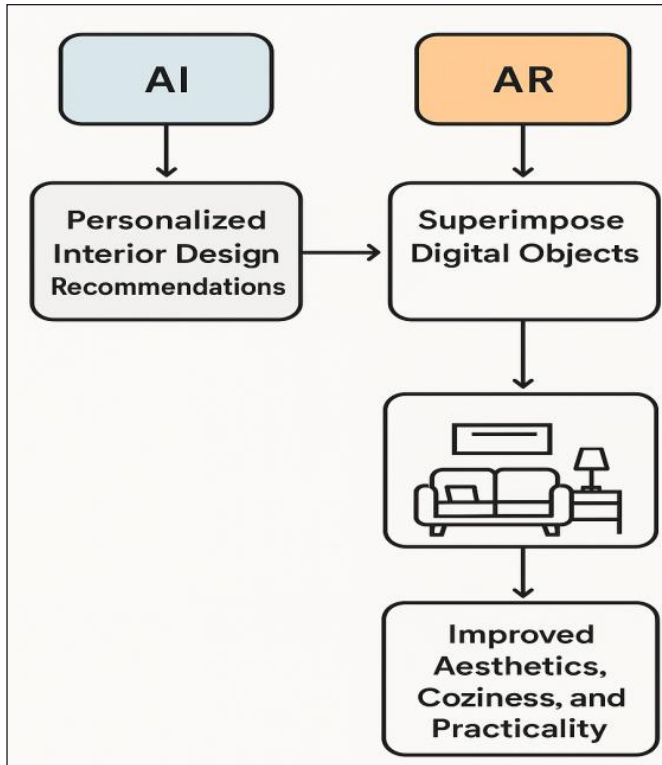 AI
AR
Personalized
Interior Design
Recommendations
Superimpose
Digital Objects
Improved
Aesthetics,
Coziness, and
Practicality